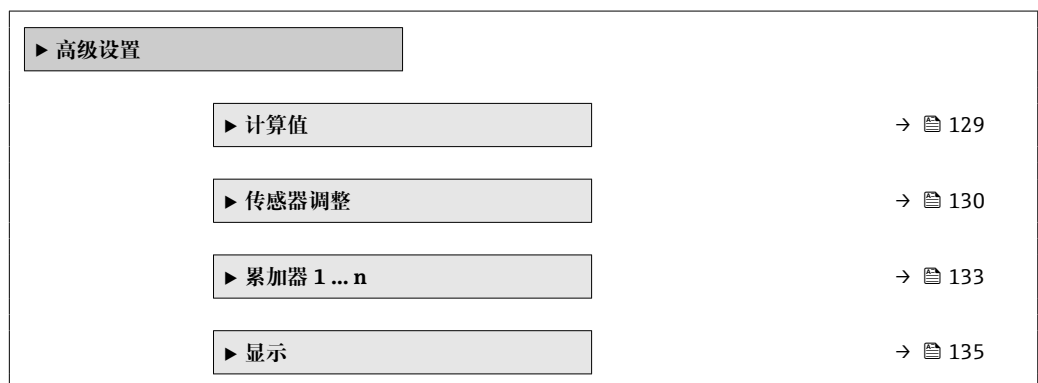 ▶ 高级设置
▶ 计算值 → 129
▶ 传感器调整 → 130
▶ 累加器 1 … n → 133
▶ 显示 → 135